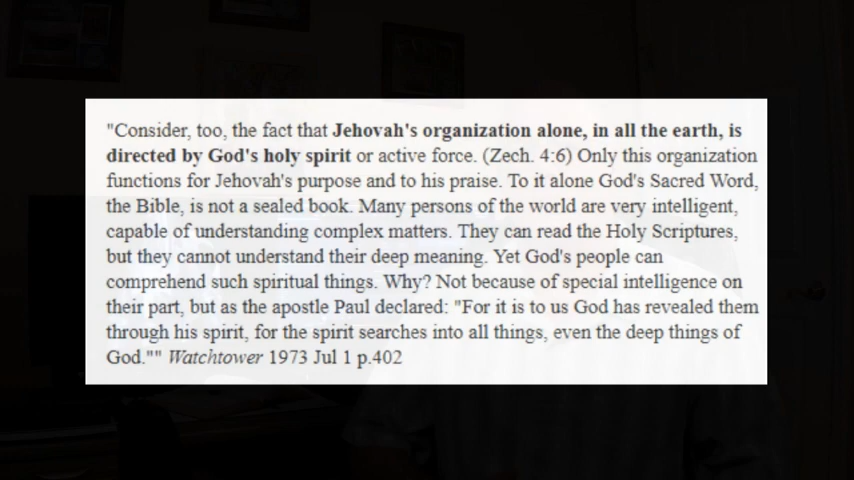 "Consider, too, the fact that Jehovah's organization alone, in all the earth, is
directed by God's holy spirit or active force. (Zech. 4:6) Only this organization
functions for Jehovah's purpose and to his praise. To it alone God's Sacred Word,
the Bible, is not a sealed book. Many persons of the world are very intelligent,
capable of understanding complex matters. They can read the Holy Scriptures,
but they cannot understand their deep meaning. Yet God's people can
comprehend such spiritual things. Why? Not because of special intelligence on
their part, but as the apostle Paul declared: "For it is to us God has revealed them
through his spirit, for the spirit searches into all things, even the deep things of
God."" Watchtower 1973 Jul 1 p.402